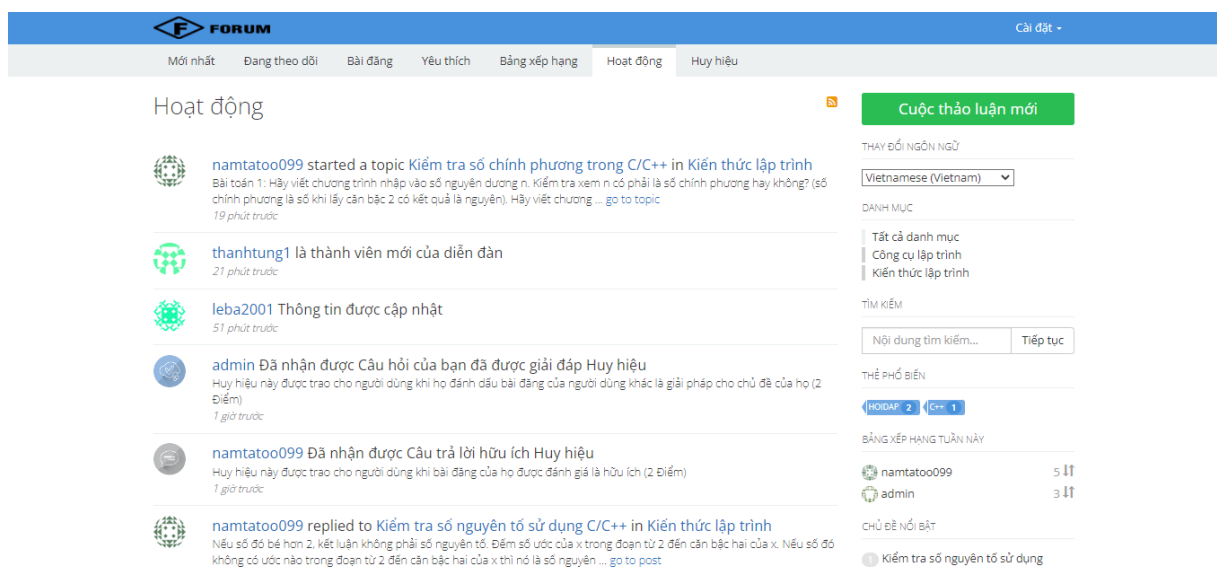 F FORUM
Cài đặt
Mới nhất Đang theo dõi Bài đăng Yêu thích Bảng xếp hạng Hoạt động Huy hiệu
Hoạt động
namtatoo099 started a topic Kiểm tra số chính phương trong C/C++ in Kiến thức lập trình
Bài toán 1: Hãy viết chương trình nhập vào số nguyên dương n. Kiểm tra xem n có phải là số chính phương hay không? (số
chính phương là số khi lấy căn bậc 2 có kết quả là nguyên). Hãy viết chương ... go to topic
19 phút trước
thanhtung1 là thành viên mới của diễn đàn
21 phút trước
leba2001 Thông tin được cập nhật
51 phút trước
admin Đã nhận được Câu hỏi của bạn đã được giải đáp Huy hiệu
Huy hiệu này được trao cho người dùng khi họ đánh dấu bài đăng của người dùng khác là giải pháp cho chủ đề của họ (2
Điểm)
1 giờ trước
namtatoo099 Đã nhận được Câu trả lời hữu ích Huy hiệu
Huy hiệu này được trao cho người dùng khi bài đăng của họ được đánh giá là hữu ích (2 Điểm)
1 giờ trước
namtatoo099 replied to Kiểm tra số nguyên tố sử dụng C/C++ in Kiến thức lập trình
Nếu số đó bé hơn 2, kết luận không phải số nguyên tố. Đếm số ước của x trong đoạn từ 2 đến căn bậc hai của x. Nếu số đó
không có ước nào trong đoạn từ 2 đến căn bậc hai của x thì nó là số nguyên ... go to post
Cuộc thảo luận mới
THAY ĐỔI NGÔN NGỮ
Vietnamese (Vietnam)
DANH MỤC
Tất cả danh mục
Công cụ lập trình
Kiến thức lập trình
TÌM KIẾM
Nội dung tìm kiếm... Tiếp tục
THẺ PHỔ BIẾN
HOIDAP 2 C++ 1
BẢNG XẾP HẠNG TUẦN NÀY
namtatoo099 5
admin 3
CHỦ ĐỀ NỔI BẬT
1 Kiểm tra số nguyên tố sử dụng